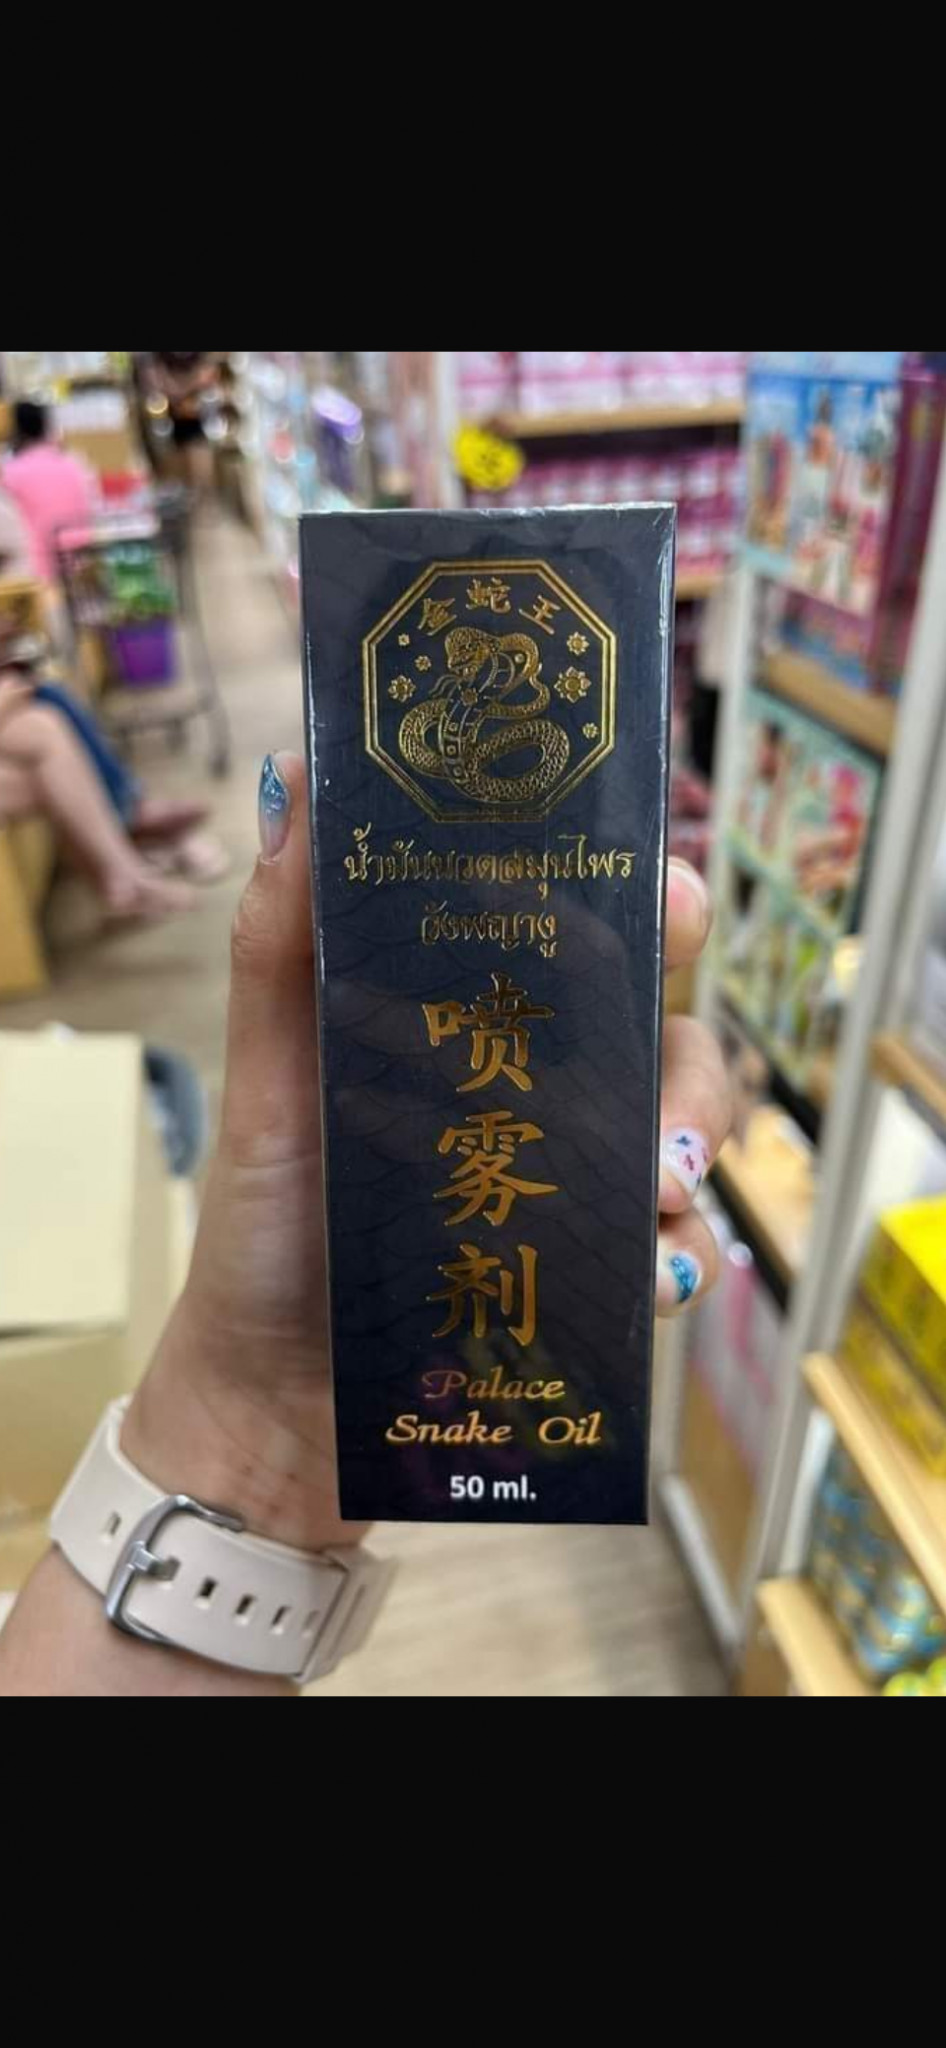 金蛇王
น้ำมันนวดสมุนไพร
วังพญางู
喷
雾
剂
Palace
Snake Oil
50 ml.